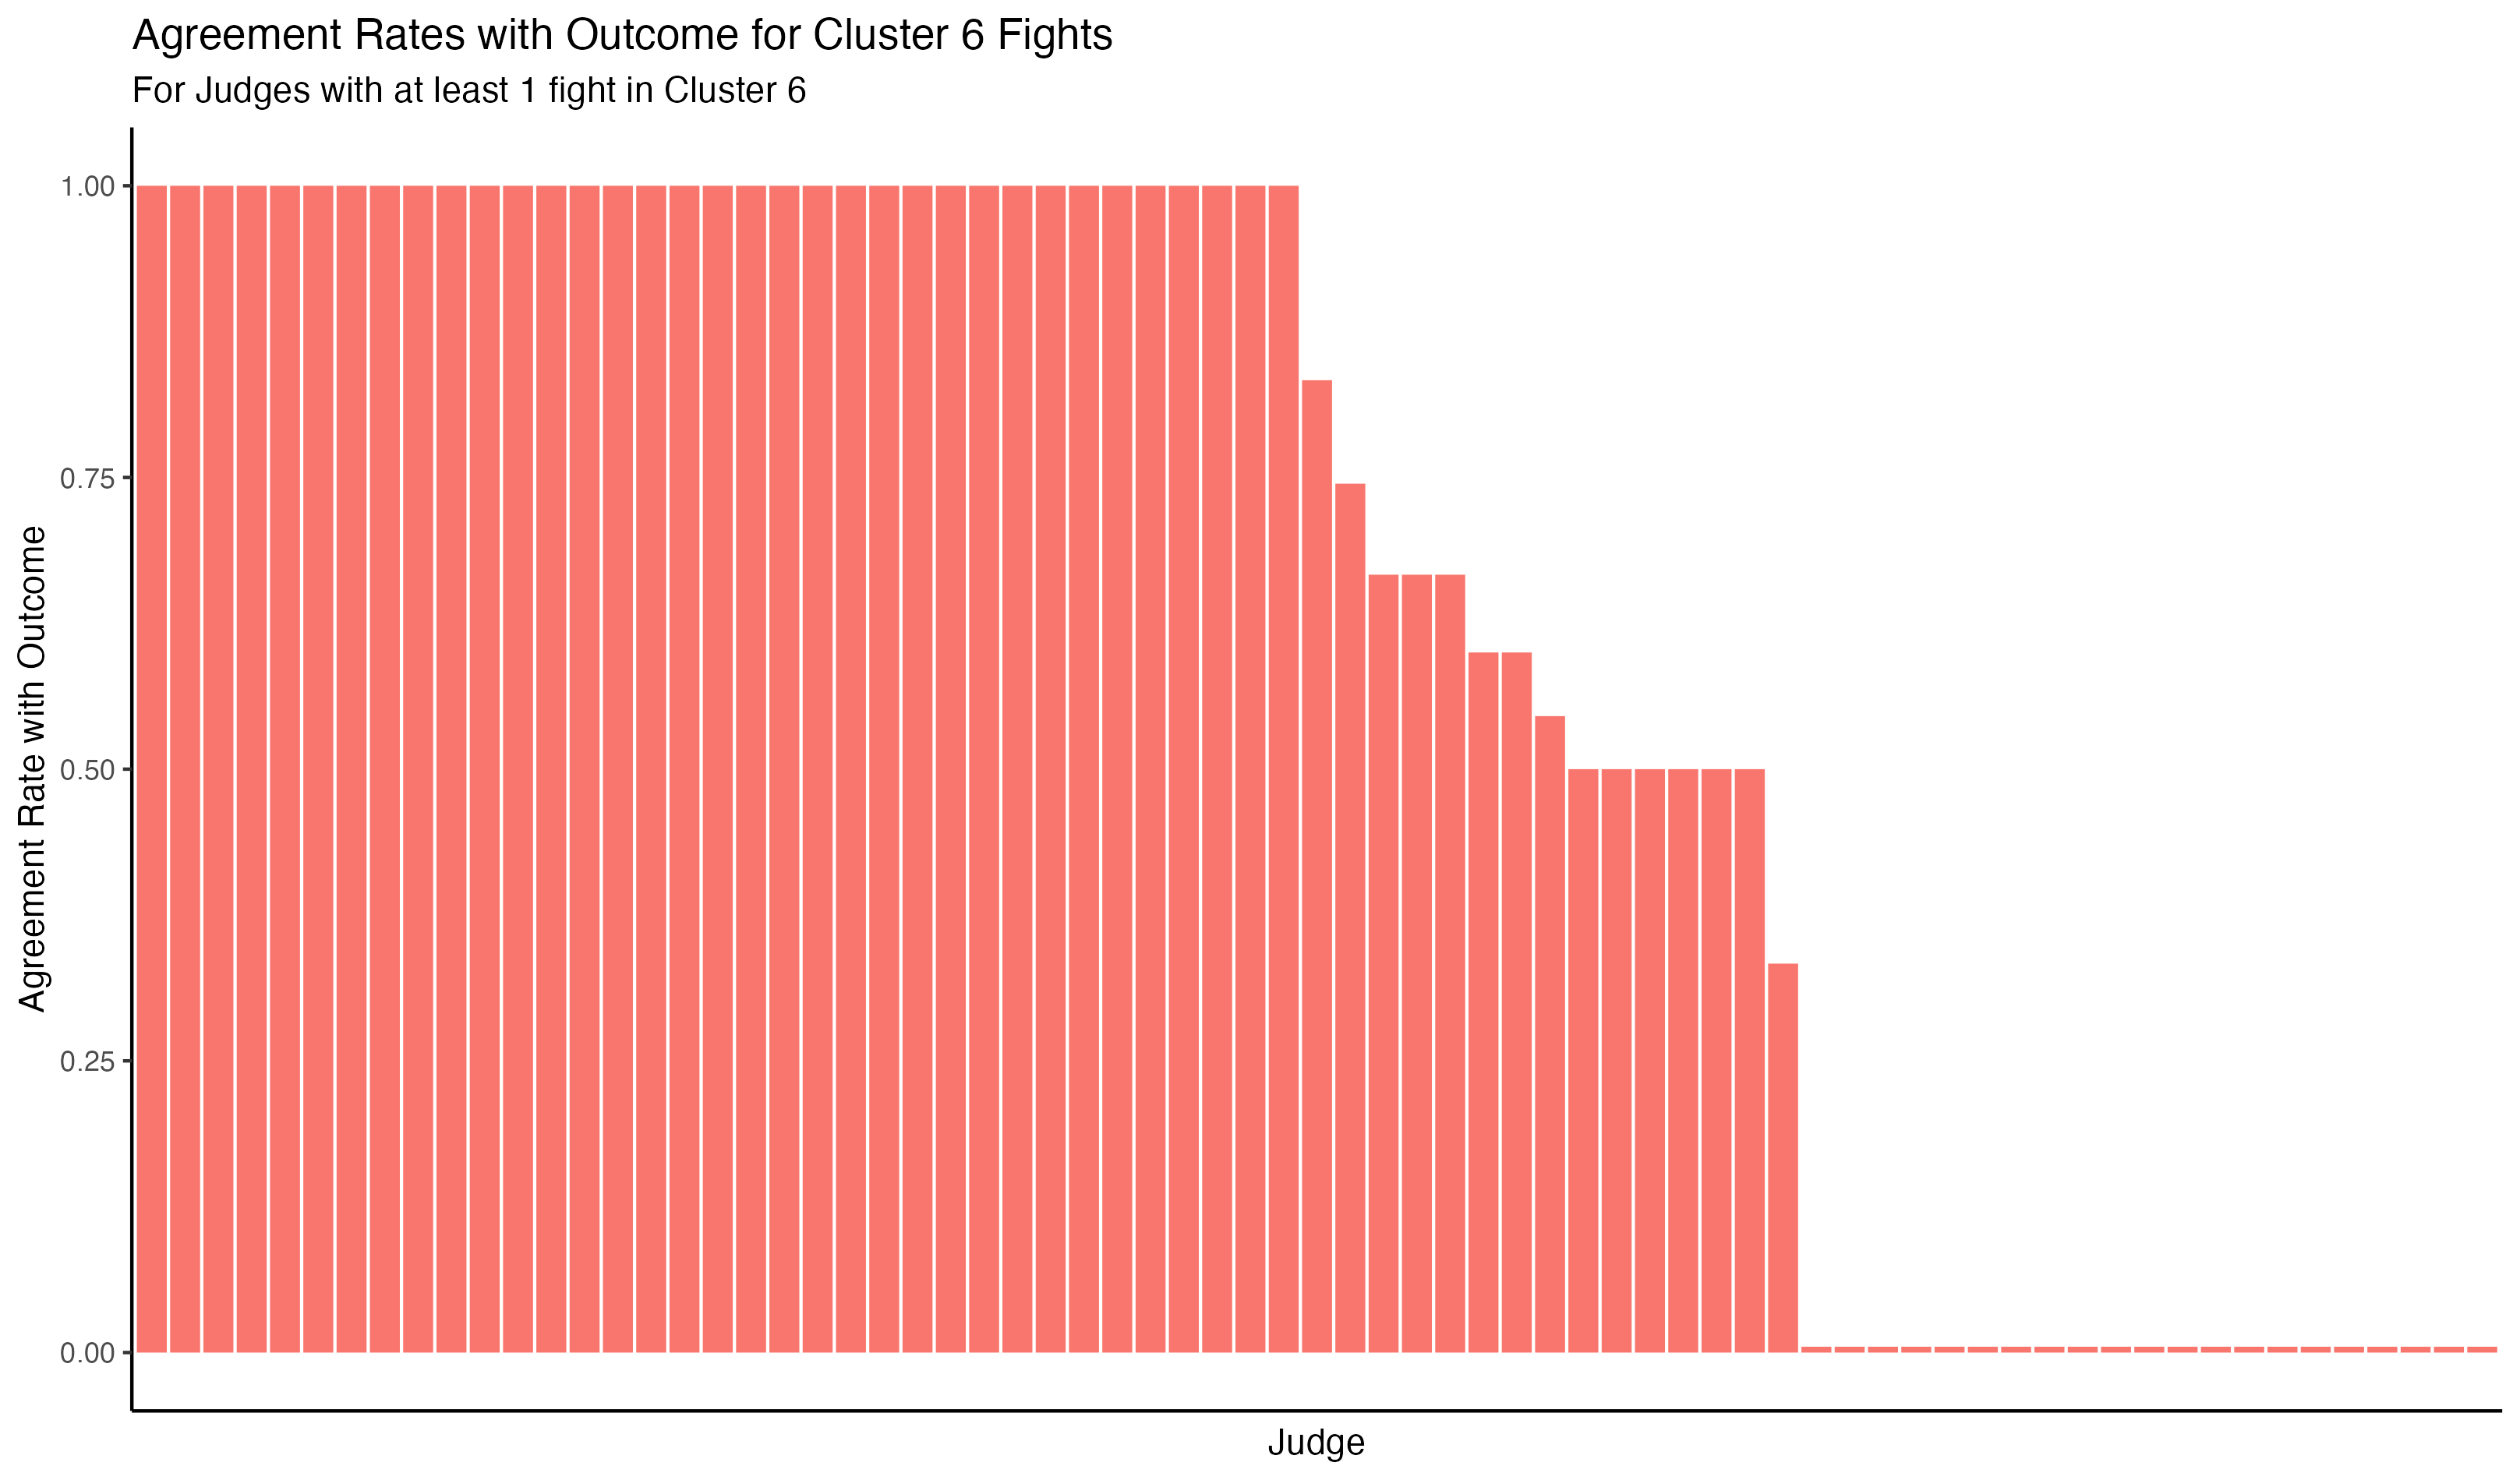 Agreement Rates with Outcome for Cluster 6 Fights
For Judges with at least 1 fight in Cluster 6
Agreement Rate with Outcome
1.00
0.75
0.50
0.25
0.00
Judge